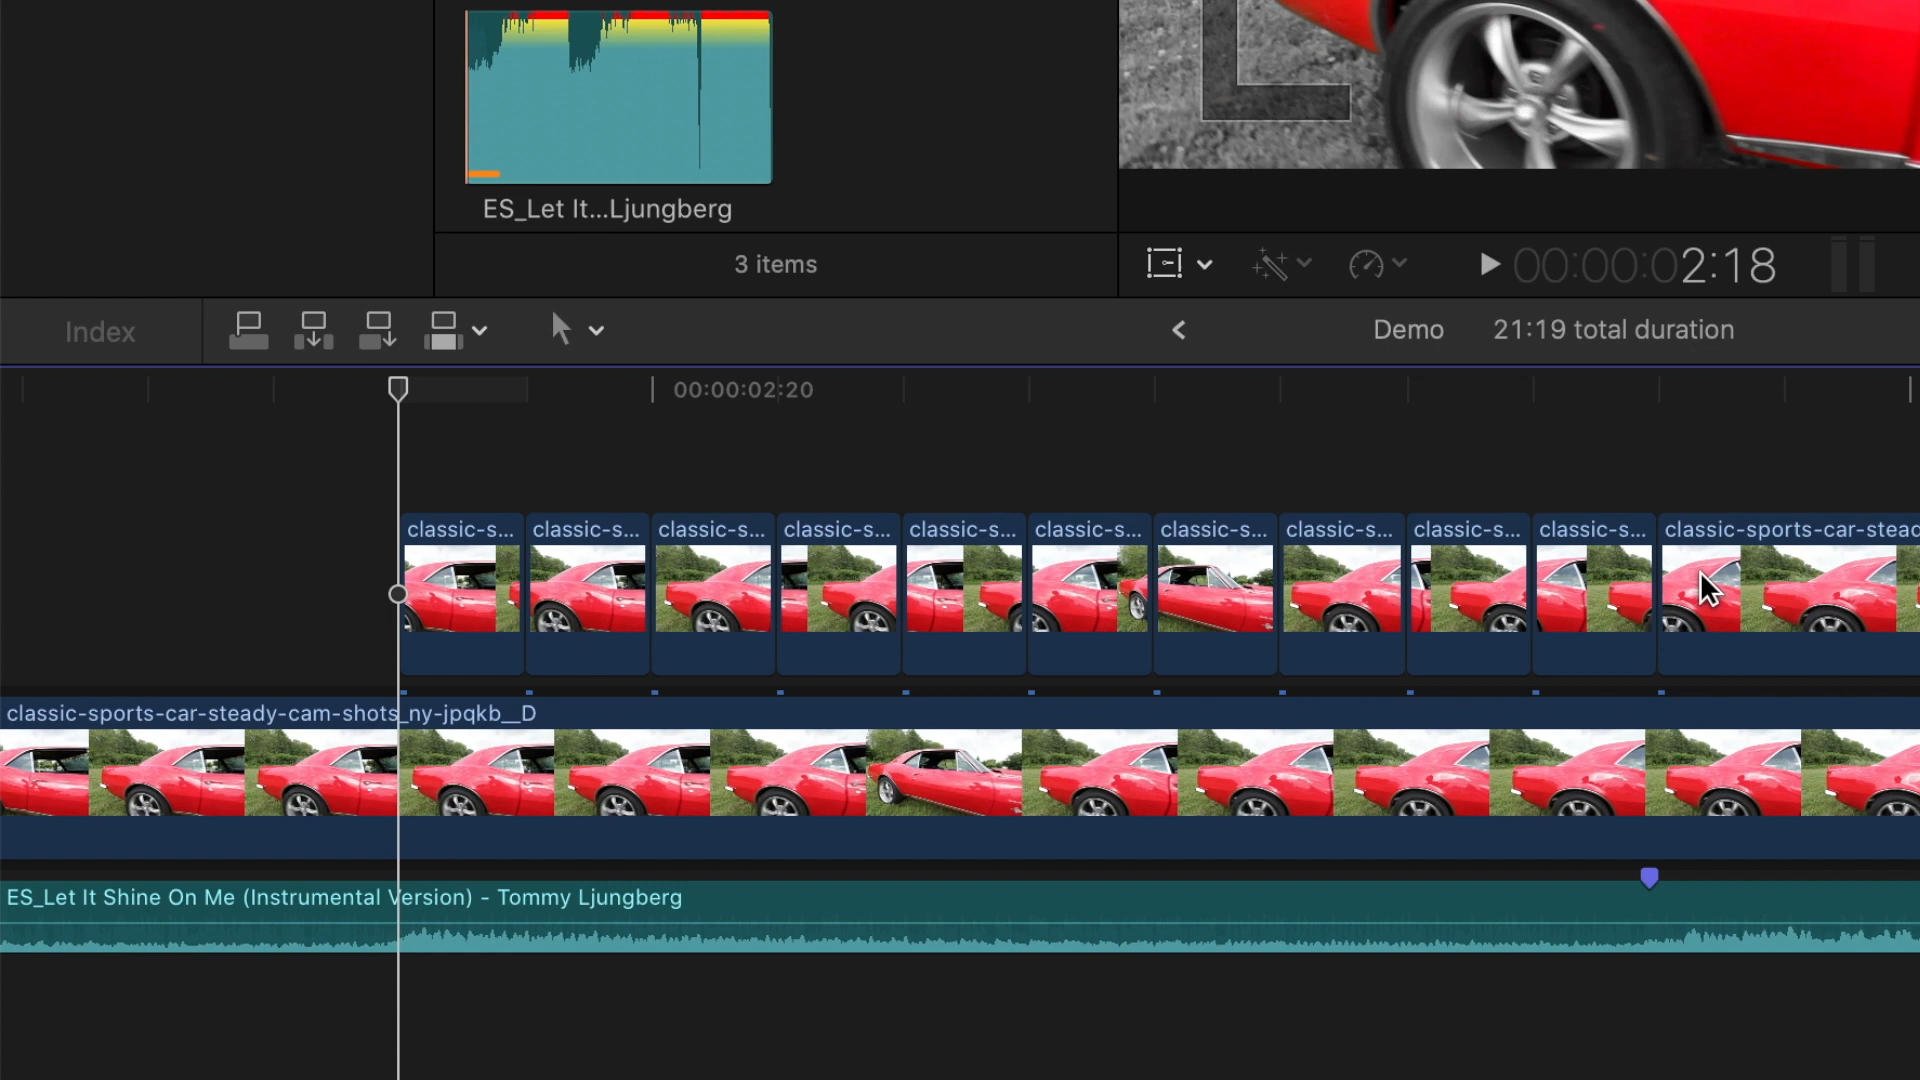 ES_Let It...Ljungberg
3 items
00:00:02:18
Index
Demo
21:19 total duration
00:00:02:20
classic-s...
classic-s...
classic-s...
classic-s...
classic-s...
classic-s...
classic-s...
classic-s...
classic-s...
classic-s...
classic-sports-car-stead
classic-sports-car-steady-cam-shots_ny-jpqkb__D
ES_Let It Shine On Me (Instrumental Version) - Tommy Ljungberg